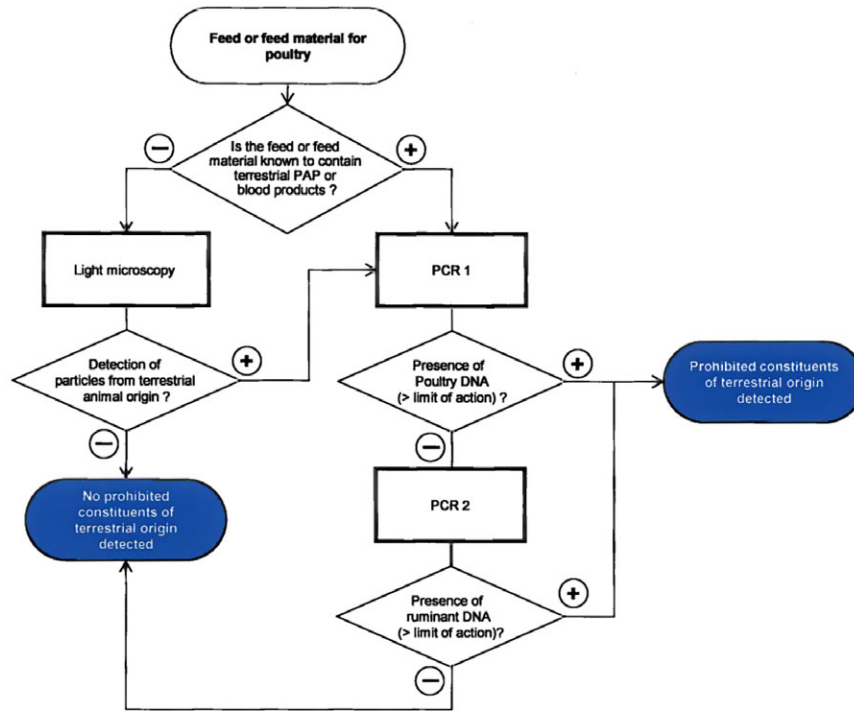 Feed or feed material for
poultry
−
+
Is the feed or feed
material known to contain
terrestrial PAP or
blood products ?
Light microscopy
PCR 1
Detection of
particles from terrestrial
animal origin ?
+
−
Presence of
Poultry DNA
(> limit of action) ?
+
−
Prohibited constituents
of terrestrial origin
detected
No prohibited
constituents of
terrestrial origin
detected
PCR 2
Presence of
ruminant DNA
(> limit of action)?
+
−